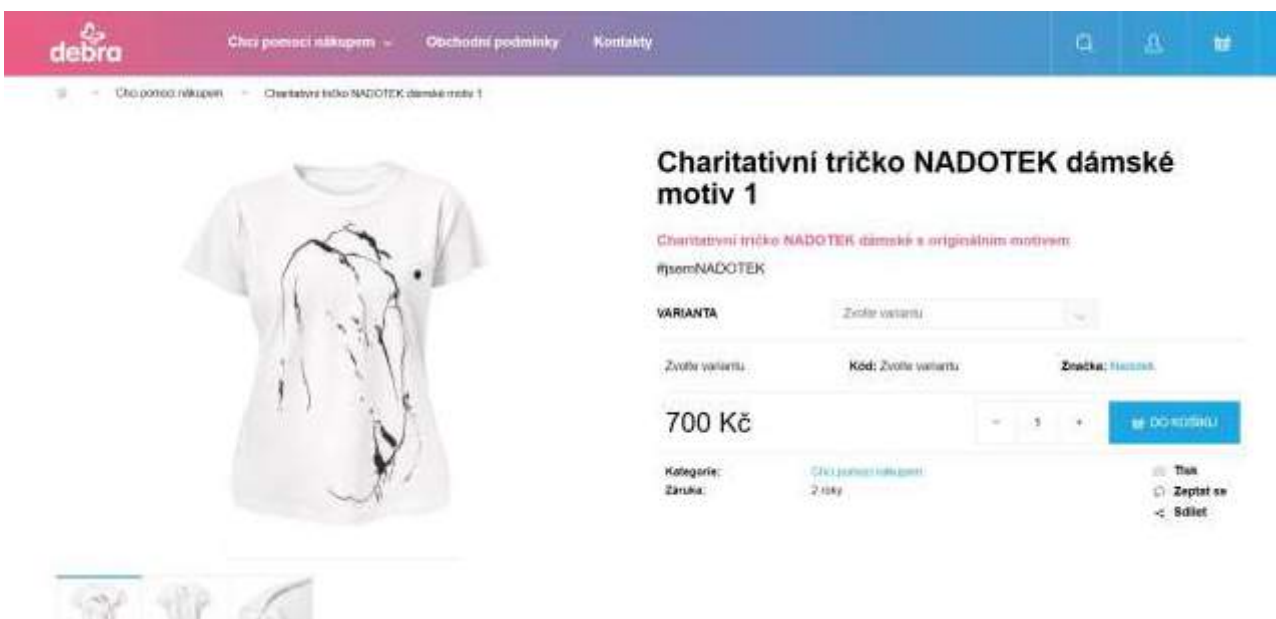 debra
Chci pomoci nákupem
Obchodní podmínky
Kontakty
Chci pomoci nákupem
Charitativní tričko NADOTEK dámské motiv 1
Charitativní tričko NADOTEK dámské
motiv 1
Charitativní tričko NADOTEK dámské s originálním motivem
#jsemNADOTEK
VARIANTA
Zvolte variantu
Zvolte variantu
Kód: Zvolte variantu
Značka: Nadotek
700 Kč
- 1 +
DO KOŠÍKU
Kategorie: Chci pomoci nákupem
Záruka: 2 roky
Tisk
Zeptat se
Sdílet